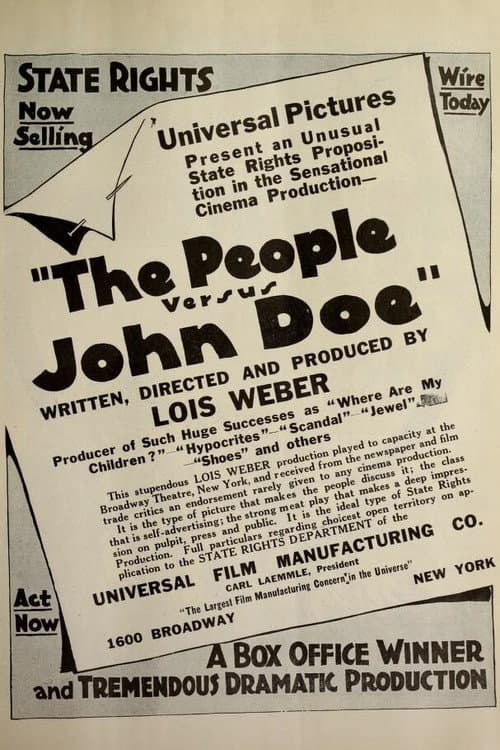 STATE RIGHTS
Now
Selling
Wire
Today
Universal Pictures
Present an Unusual
State Rights Proposi-
tion in the Sensational
Cinema Production—
"The People
versus
John Doe"
WRITTEN, DIRECTED AND PRODUCED BY
LOIS WEBER
Producer of Such Huge Successes as "Where Are My
Children?"—"Hypocrites"—"Scandal"—"Jewel"
—"Shoes" and others
This stupendous LOIS WEBER production played to capacity at the
Broadway Theatre, New York, and received from the newspaper and film
trade critics an endorsement rarely given to any cinema production.
It is the type of picture that makes the people discuss it; the class
that is self-advertising; the strong meat play that makes a deep impres-
sion on pulpit, press and public. It is the ideal type of State Rights
Production. Full particulars regarding choicest open territory on ap-
plication to the STATE RIGHTS DEPARTMENT of the
UNIVERSAL FILM MANUFACTURING CO.
CARL LAEMMLE, President
"The Largest Film Manufacturing Concern in the Universe"
1600 BROADWAY NEW YORK
Act
Now
A BOX OFFICE WINNER
and TREMENDOUS DRAMATIC PRODUCTION